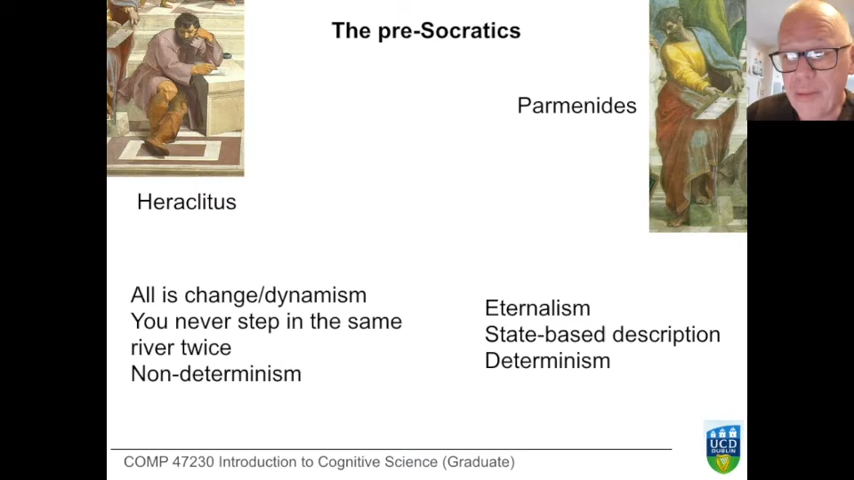 The pre-Socratics
Parmenides
Heraclitus
All is change/dynamism
You never step in the same
river twice
Non-determinism
Eternalism
State-based description
Determinism
COMP 47230 Introduction to Cognitive Science (Graduate)
UCD
DUBLIN